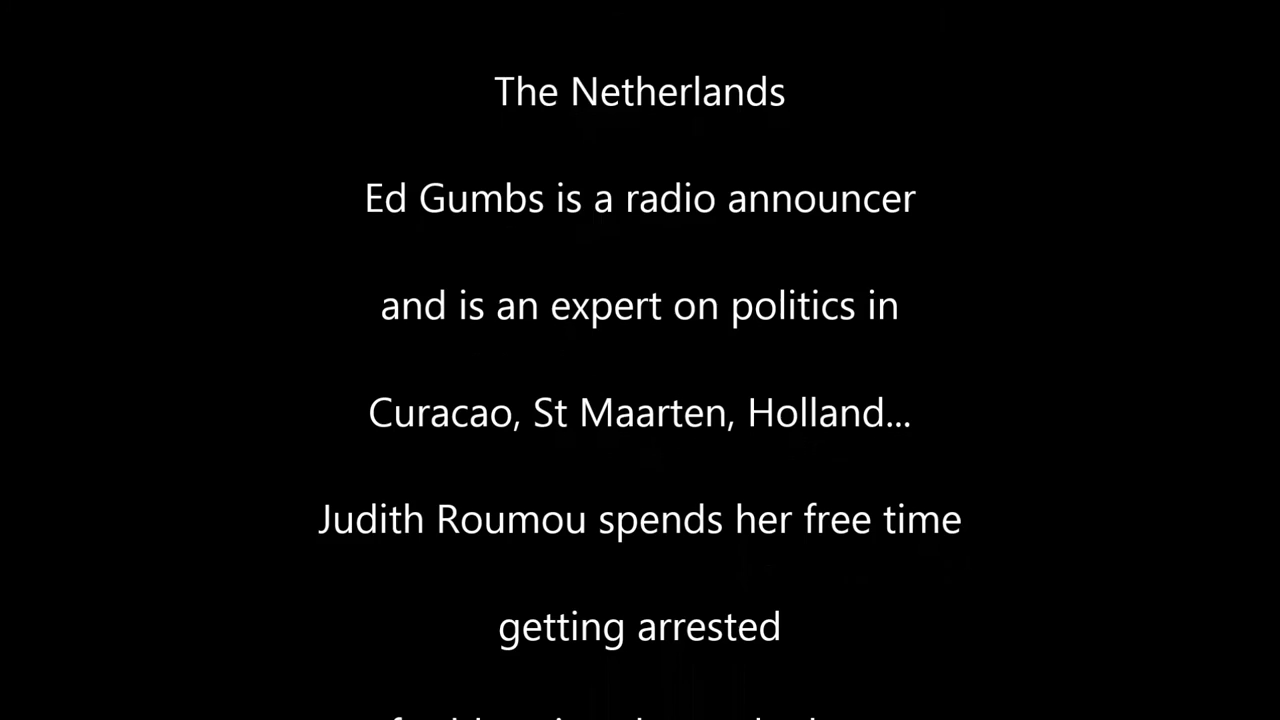 The Netherlands
Ed Gumbs is a radio announcer
and is an expert on politics in
Curacao, St Maarten, Holland...
Judith Roumou spends her free time
getting arrested